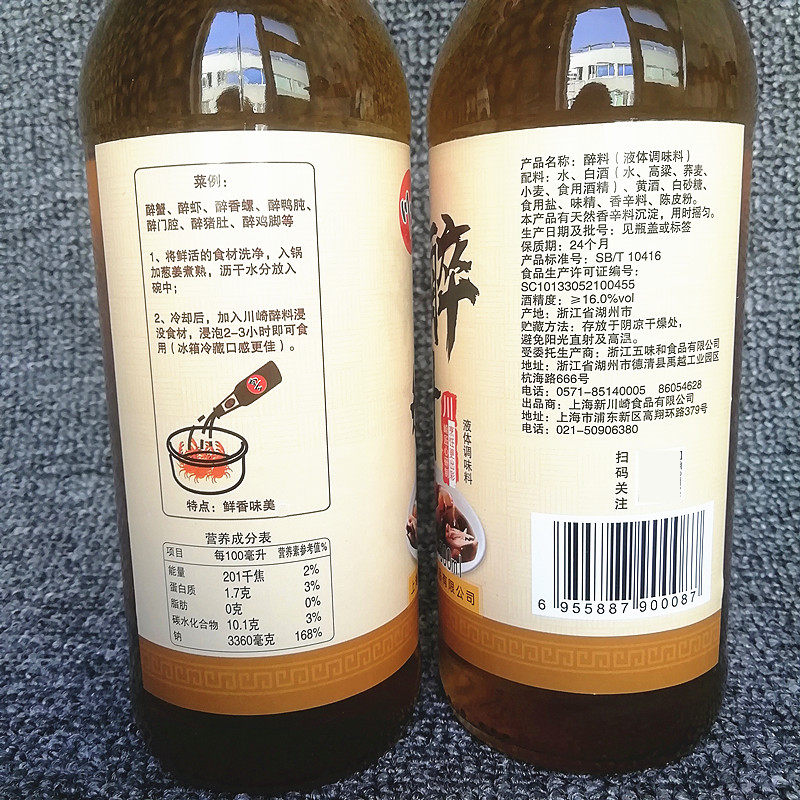 菜例：
醉蟹、醉虾、醉香螺、醉鸭肫、
醉门腔、醉猪肚、醉鸡脚等
1、将鲜活的食材洗净，入锅
加葱姜煮熟，沥干水分放入
碗中；
2、冷却后，加入川崎醉料浸
没食材，浸泡2-3小时即可食
用（冰箱冷藏口感更佳）。
特点：鲜香味美
营养成分表
项目 每100毫升 营养素参考值%
能量 201千焦 2%
蛋白质 1.7克 3%
脂肪 0克 0%
碳水化合物 10.1克 3%
钠 3360毫克 168%
醉
川
液体调味料
有限公司
产品名称：醉料（液体调味料）
配料：水、白酒（水、高粱、荞麦、
小麦、食用酒精）、黄酒、白砂糖、
食用盐、味精、香辛料、陈皮粉。
本产品有天然香辛料沉淀，用时摇匀。
生产日期及批号：见瓶盖或标签
保质期：24个月
产品标准号：SB/T 10416
食品生产许可证编号：
SC10133052100455
酒精度：≥16.0%vol
产地：浙江省湖州市
贮藏方法：存放于阴凉干燥处，
避免阳光直射及高温。
受委托生产商：浙江五味和食品有限公司
地址：浙江省湖州市德清县禹越工业园区
杭海路666号
电话：0571-85140005 86054628
出品商：上海新川崎食品有限公司
地址：上海市浦东新区高翔环路379号
电话：021-50906380
扫码关注
6 955887 900087